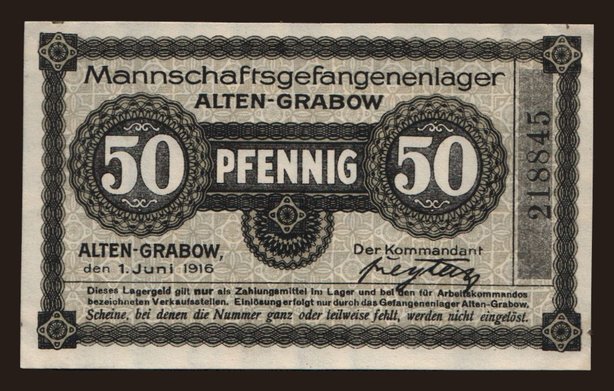 Mannschaftsgefangenenlager
ALTEN-GRABOW
50 PFENNIG 50
218845
ALTEN-GRABOW,
den 1. Juni 1916
Der Kommandant
Dieses Lagergeld gilt nur als Zahlungsmittel im Lager und bei den für Arbeitskommandos
bezeichneten Verkaufsstellen. Einlösung erfolgt nur durch das Gefangenenlager Alten-Grabow,
Scheine, bei denen die Nummer ganz oder teilweise fehlt, werden nicht eingelöst.